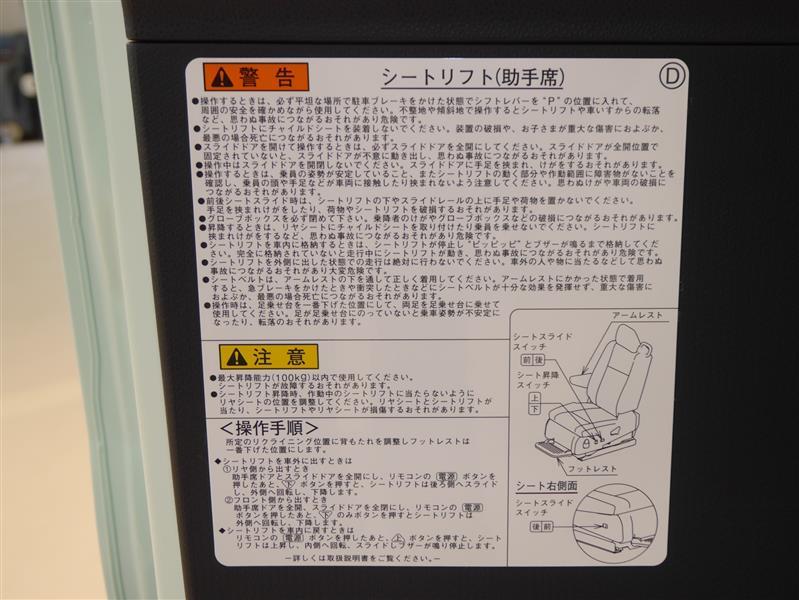 警告
シートリフト(助手席)
D
●操作するときは、必ず平坦な場所で駐車ブレーキをかけた状態でシフトレバーを“P”の位置に入れて、
周囲の安全を確かめながら使用してください。不整地や傾斜地で操作するとシートリフトや車いすからの転落
など、思わぬ事故につながるおそれがあり危険です。
●シートリフトにチャイルドシートを装着しないでください。装置の破損や、お子さまが重大な傷害におよぶか、
最悪の場合死亡につながるおそれがあります。
●スライドドアを開けて操作するときは、必ずスライドドアを全開にしてください。スライドドアが全開位置で
固定されていないと、スライドドアが不意に動き出し、思わぬ事故につながるおそれがあります。
●操作中はスライドドアを開閉しないでください。スライドドアに手足を挟まれ、けがをするおそれがあります。
●操作するときは、乗員の姿勢が安定していること、またシートリフトの動く部分や作動範囲に障害物がないことを
確認し、乗員の頭や手足などが車両に接触したり挟まれないよう注意してください。思わぬけがや車両の破損に
つながるおそれがあります。
●前後シートスライド時は、シートリフトの下やスライドレールの上に手足や荷物を置かないでください。
手足を挟まれけがをしたり、荷物やシートリフトを破損するおそれがあります。
●グローブボックスを必ず閉めて下さい。乗降者のけがやグローブボックスなどの破損につながるおそれがあります。
●昇降するときは、リヤシートにチャイルドシートを取り付けたり乗員を乗せないでください。シートリフトに
挟まれけがをするなど、思わぬ事故につながるおそれがあり危険です。
●シートリフトを車内に格納するときは、シートリフトが停止し“ピッピッピ”とブザーが鳴るまで格納してくだ
さい。完全に格納されていないと走行中にシートリフトが動き、思わぬ事故につながるおそれがあり危険です。
●シートリフトを外側に出した状態での走行は絶対に行わないでください。車外の人や物に当たるなどして思わぬ
事故につながるおそれがあり大変危険です。
●シートベルトは、アームレストの下を通して正しく着用してください。アームレストにかかった状態で着用
すると、急ブレーキをかけたときや衝突したときなどにシートベルトが十分な効果を発揮せず、重大な傷害に
およぶか、最悪の場合死亡につながるおそれがあります。
●操作時は、足乗せ台を一番下げた位置にして、両足を足乗せ台に乗せて
使用してください。足が足乗せ台にのっていないと乗車姿勢が不安定に
なったり、転落のおそれがあります。
注意
●最大昇降能力(100kg)以内で使用してください。
シートリフトが故障するおそれがあります。
●シートリフト昇降時、作動中のシートリフトに当たらないように
リヤシートの位置を調整してください。リヤシートとシートリフトが
当たり、シートリフトやリヤシートが損傷するおそれがあります。
<操作手順>
所定のリクライニング位置に背もたれを調整しフットレストは
一番下げた位置にします。
◆シートリフトを車外に出すときは
①リヤ側から出すとき
助手席ドアとスライドドアを全開にし、リモコンの 電源 ボタンを
押したあと、下 ボタンを押すと、シートリフトは後ろ側へスライド
し、外側へ回転し、下降します。
②フロント側から出すとき
助手席ドアを全開、スライドドアを全閉にし、リモコンの 電源
ボタンを押したあと、下 のみボタンを押すとシートリフトは
外側へ回転し、下降します。
◆シートリフトを車内に戻すときは
リモコンの 電源 ボタンを押したあと、上 ボタンを押すと、シート
リフトは上昇し、内側へ回転、スライドしブザーが鳴り停止します。
－詳しくは取扱説明書をご覧ください。－
アームレスト
シートスライド
スイッチ
前 後
シート昇降
スイッチ
上
下
フットレスト
シート右側面
シートスライド
スイッチ
後 前